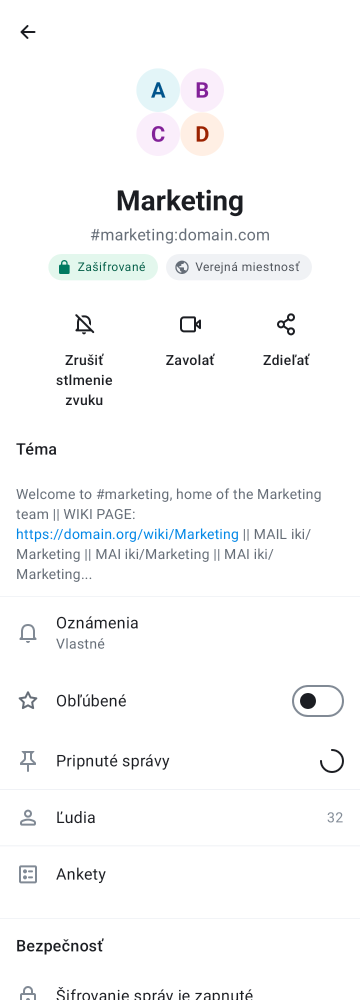 A B
C D
Marketing
#marketing:domain.com
Zašifrované Verejná miestnosť
Zrušiť
stlmenie
zvuku
Zavolať
Zdieľať
Téma
Welcome to #marketing, home of the Marketing
team || WIKI PAGE:
https://domain.org/wiki/Marketing || MAIL iki/
Marketing || MAI iki/Marketing || MAI iki/
Marketing...
Oznámenia
Vlastné
Obľúbené
Pripnuté správy
Ľudia 32
Ankety
Bezpečnosť
Šifrovanie správ je zapnuté